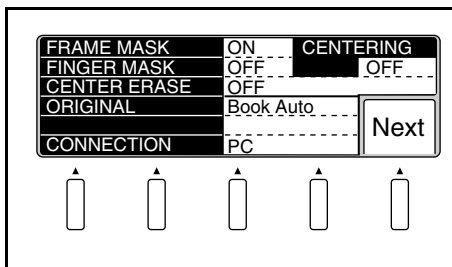 FRAME MASK ON CENTERING
FINGER MASK OFF OFF
CENTER ERASE OFF
ORIGINAL Book Auto
Next
CONNECTION PC